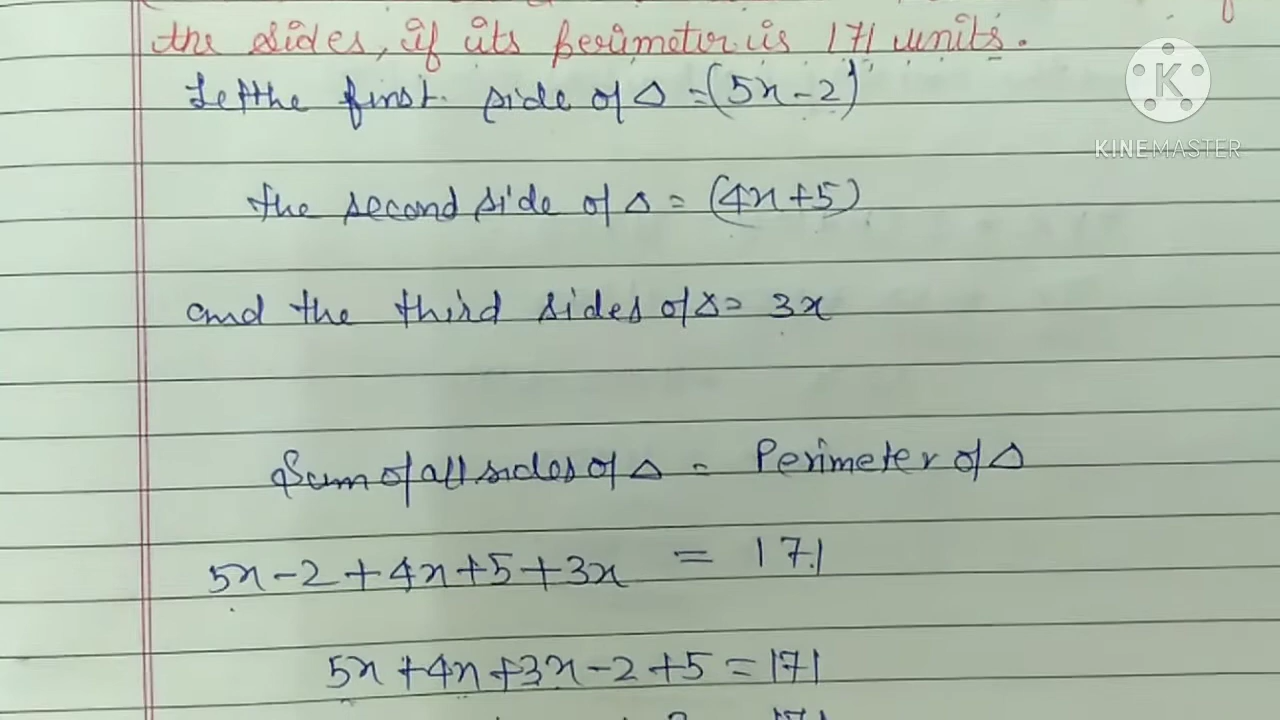 the sides, if its perimeter is 171 units.
Let the first side of Δ = (5x-2)
K
KINEMASTER
the second side of Δ = (4x+5)
and the third sides of Δ = 3x
Sum of all sides of Δ = Perimeter of Δ
5x-2+4x+5+3x = 171
5x+4x+3x-2+5 = 171